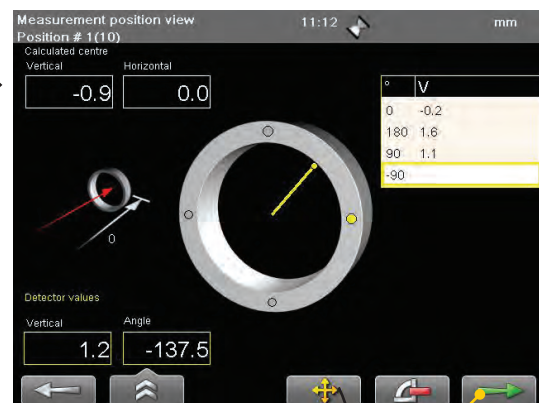 Measurement position view 11:12 mm
Position # 1(10)
Calculated centre
Vertical Horizontal
-0.9 0.0
° V
0 -0.2
180 1.6
90 1.1
-90
0
Detector values
Vertical Angle
1.2 -137.5